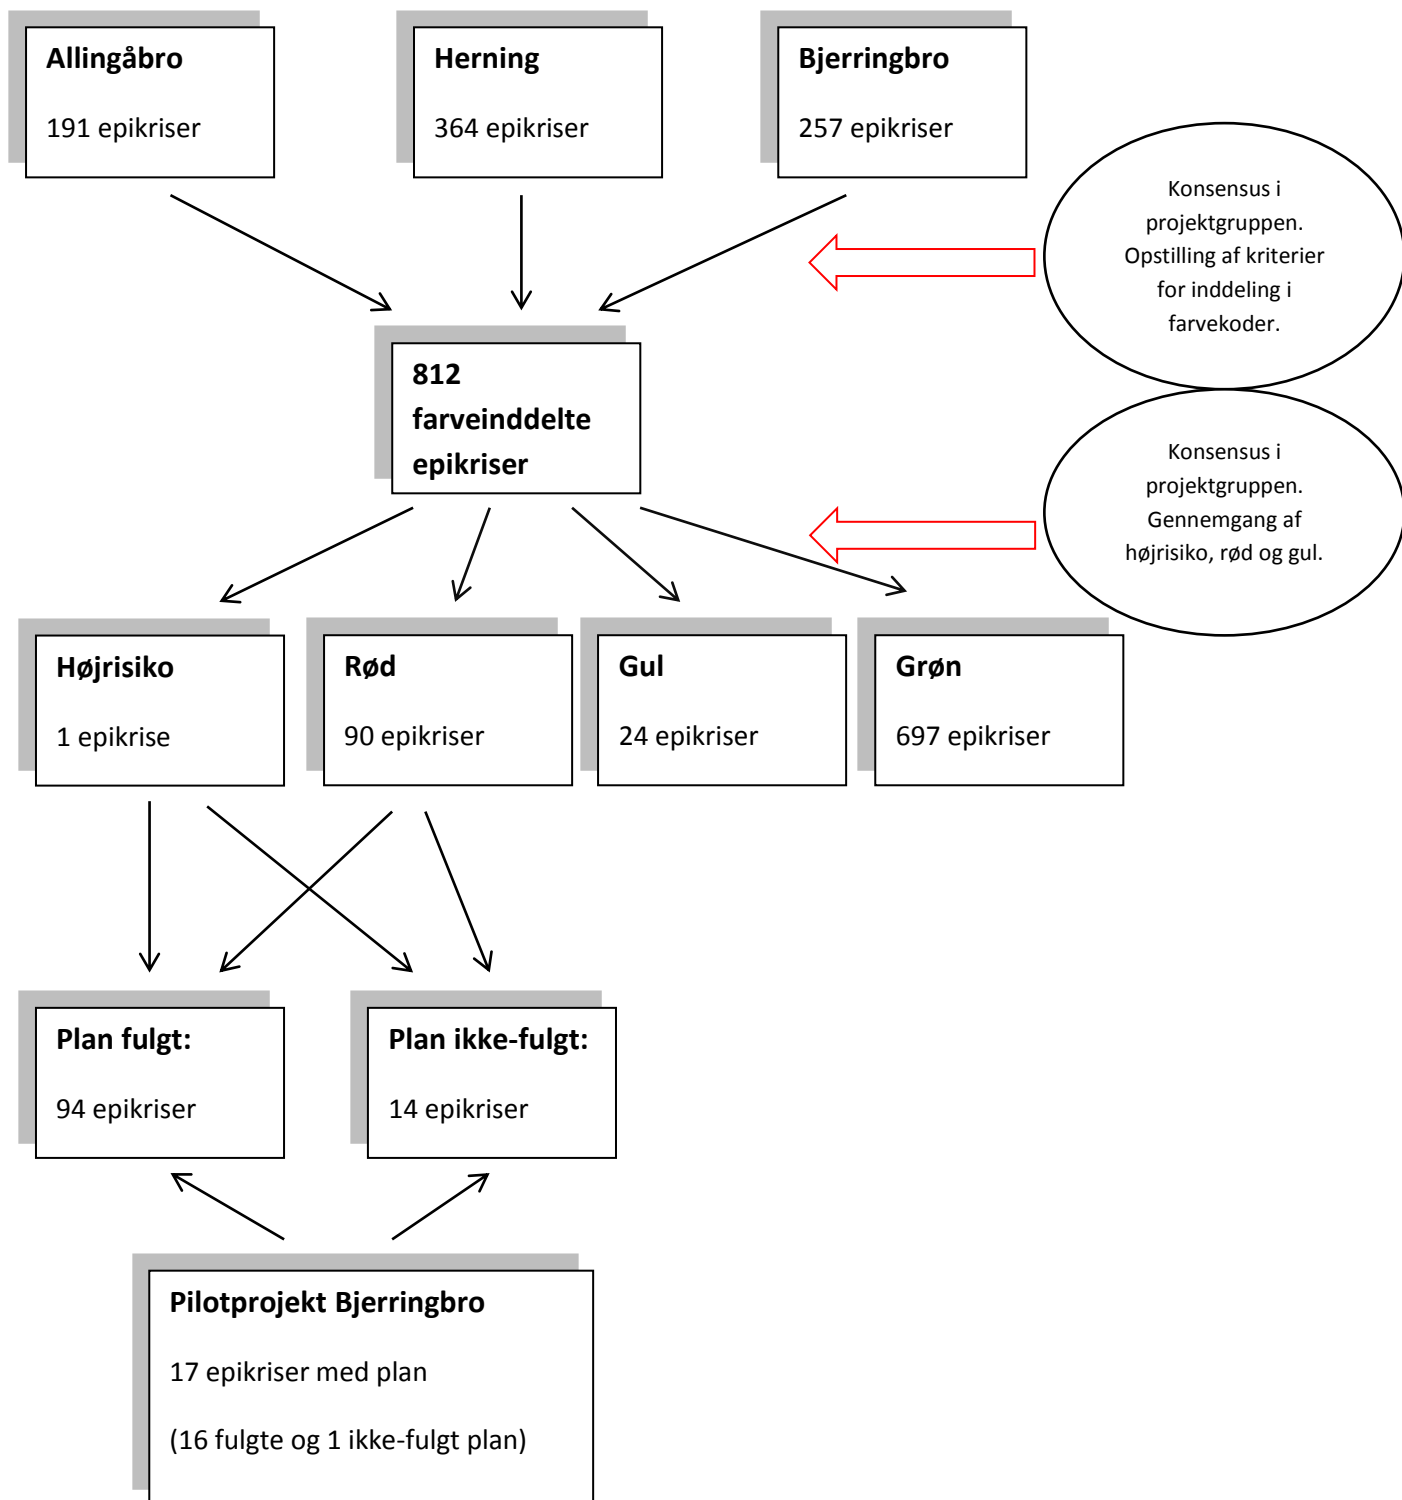 Allingåbro
191 epikriser
Herning
364 epikriser
Bjerringbro
257 epikriser
Konsensus i
projektgruppen.
Opstilling af kriterier
for inddeling i
farvekoder.
812
farveinddelte
epikriser
Konsensus i
projektgruppen.
Gennemgang af
højrisiko, rød og gul.
Højrisiko
1 epikrise
Rød
90 epikriser
Gul
24 epikriser
Grøn
697 epikriser
Plan fulgt:
94 epikriser
Plan ikke-fulgt:
14 epikriser
Pilotprojekt Bjerringbro
17 epikriser med plan
(16 fulgte og 1 ikke-fulgt plan)